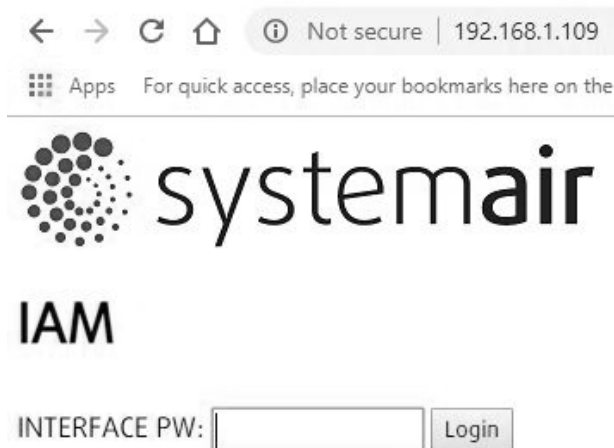 Not secure | 192.168.1.109
Apps For quick access, place your bookmarks here on the
systemair
IAM
INTERFACE PW: Login